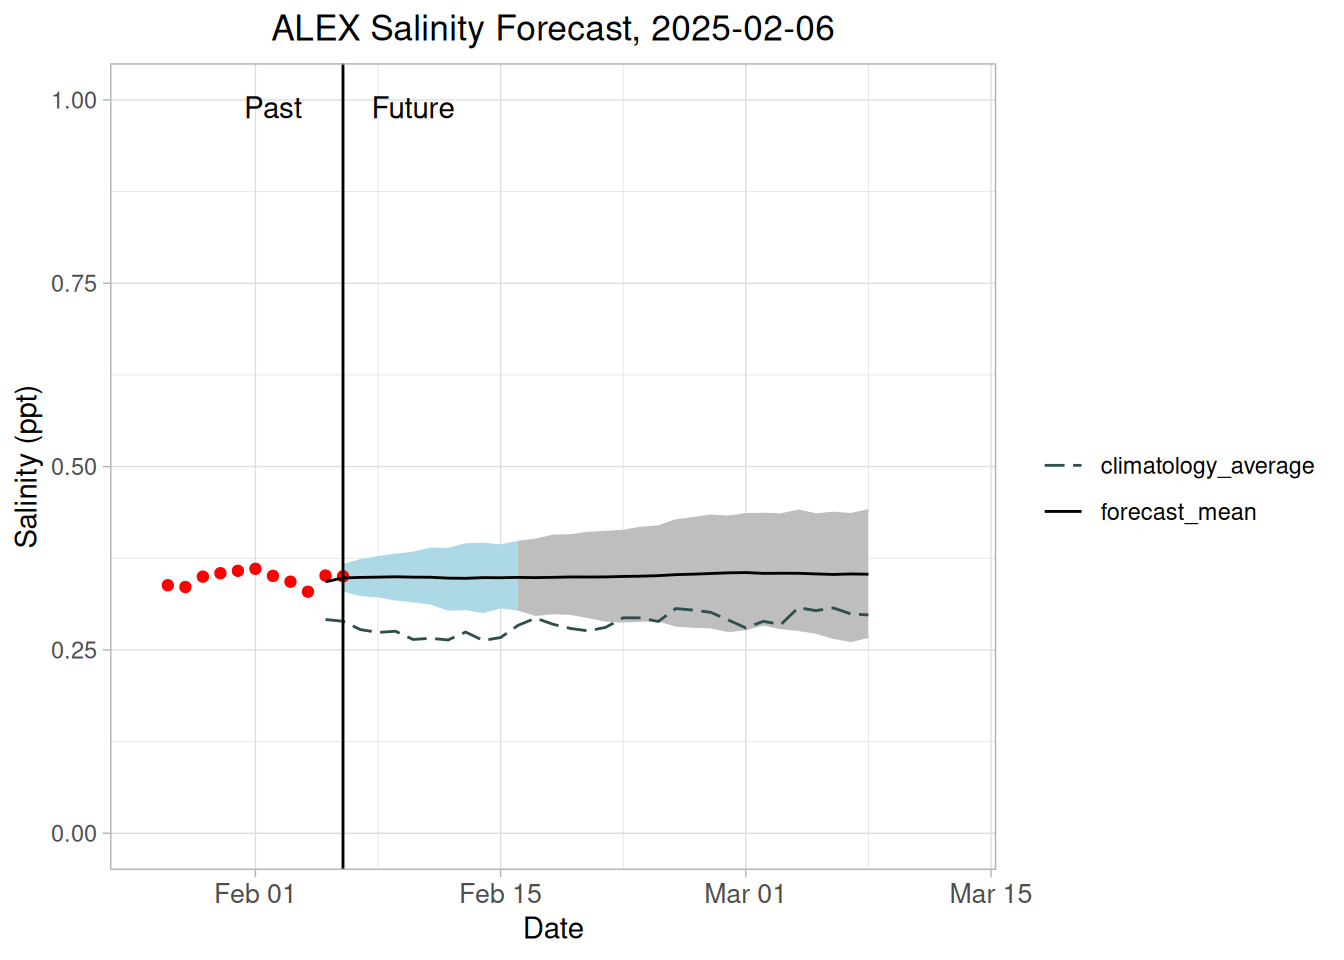 ALEX Salinity Forecast, 2025-02-06
Past
Future
1.00
0.75
0.50
0.25
0.00
Salinity (ppt)
Feb 01
Feb 15
Mar 01
Mar 15
Date
climatology_average
forecast_mean